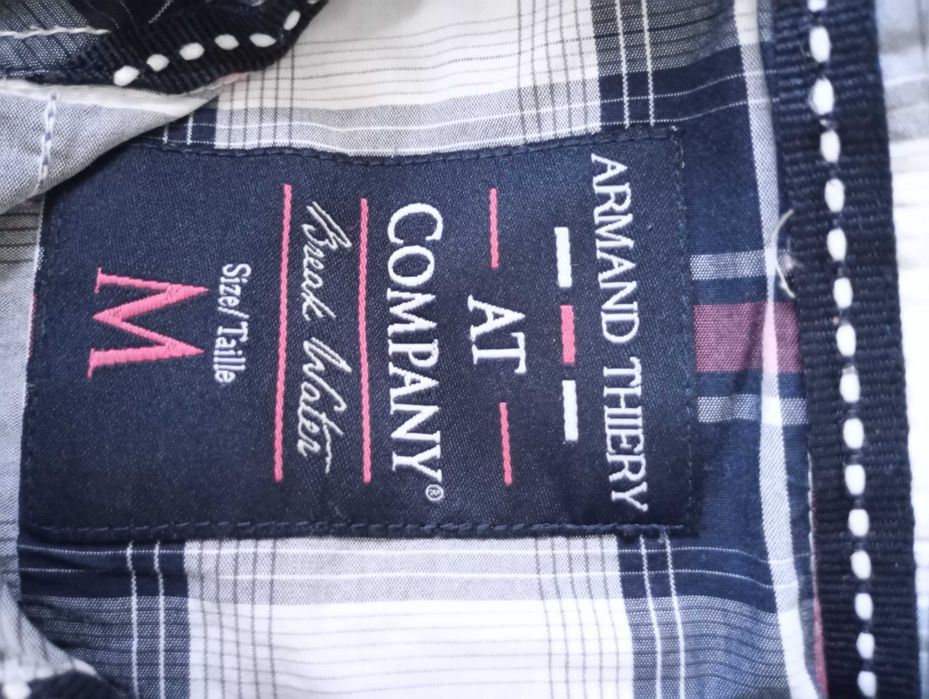 ARMAND THIERY
AT
COMPANY®
Break Water
Size/Taille
M